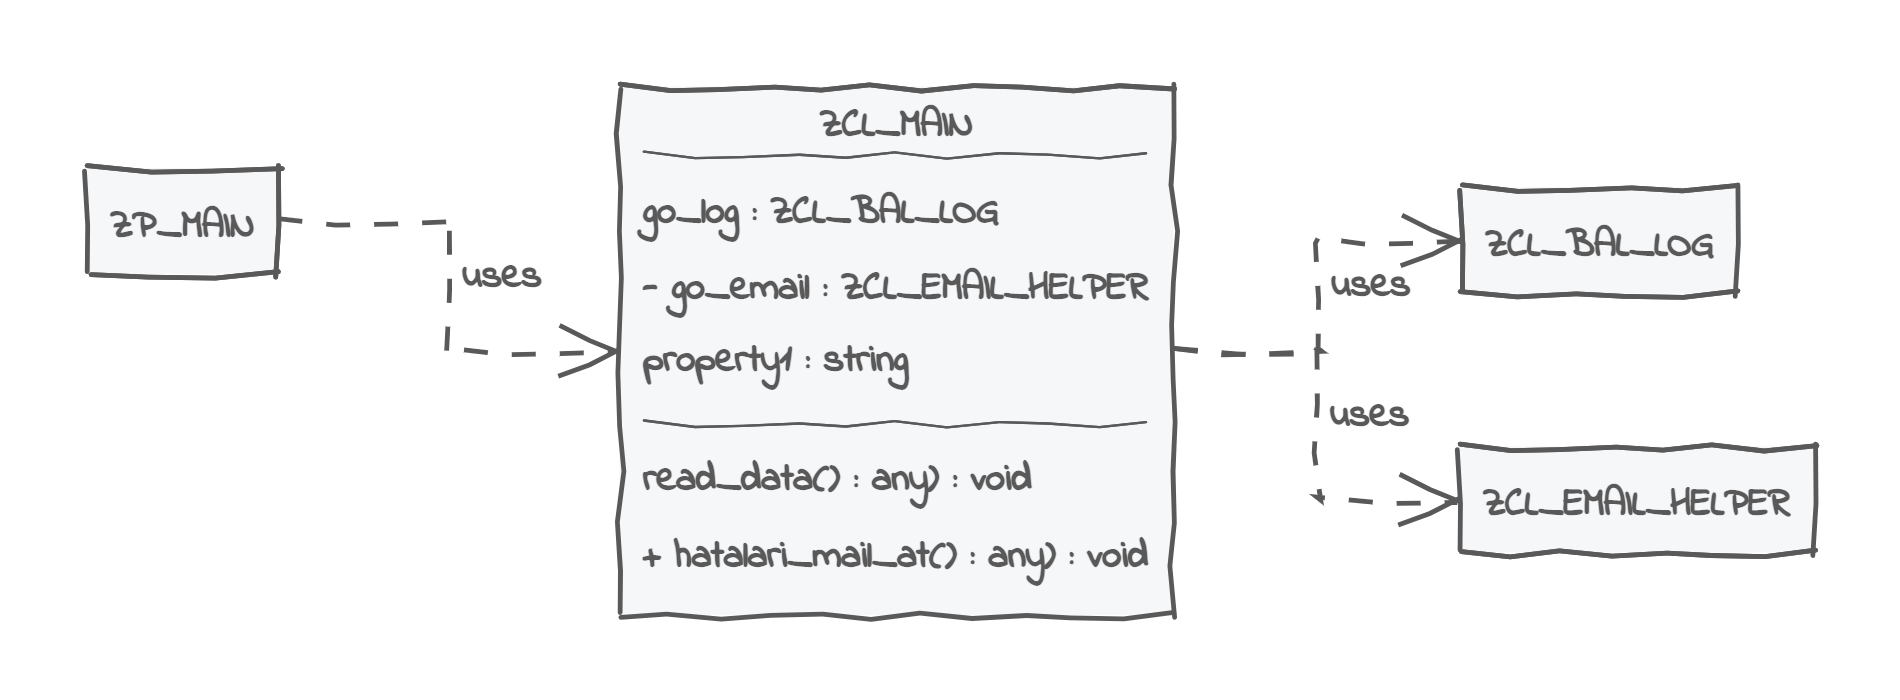 ZP_MAIN
uses
ZCL_MAIN
go_log : ZCL_BAL_LOG
- go_email : ZCL_EMAIL_HELPER
property1 : string
read_data() : any) : void
+ hatalari_mail_at() : any) : void
uses
uses
ZCL_BAL_LOG
ZCL_EMAIL_HELPER